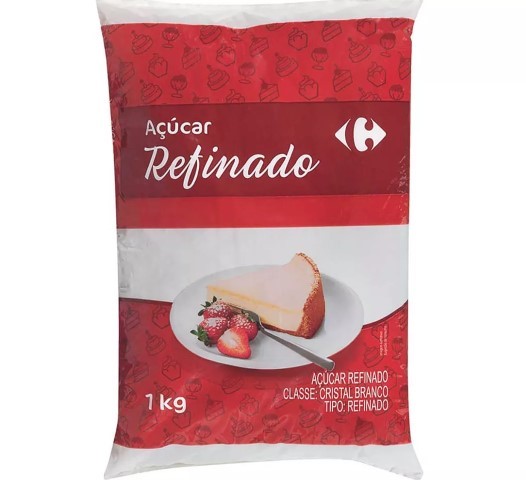 Açúcar
Refinado
1 kg
AÇÚCAR REFINADO
CLASSE: CRISTAL BRANCO
TIPO: REFINADO